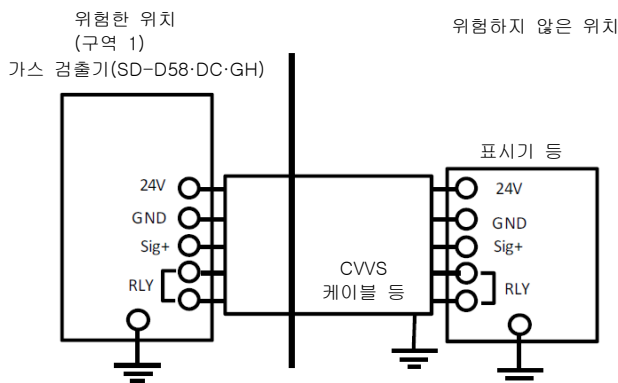 위험한 위치
(구역 1)
가스 검출기(SD-D58·DC·GH)
위험하지 않은 위치
표시기 등
24V
GND
Sig+
RLY
CVVS
케이블 등
24V
GND
Sig+
RLY